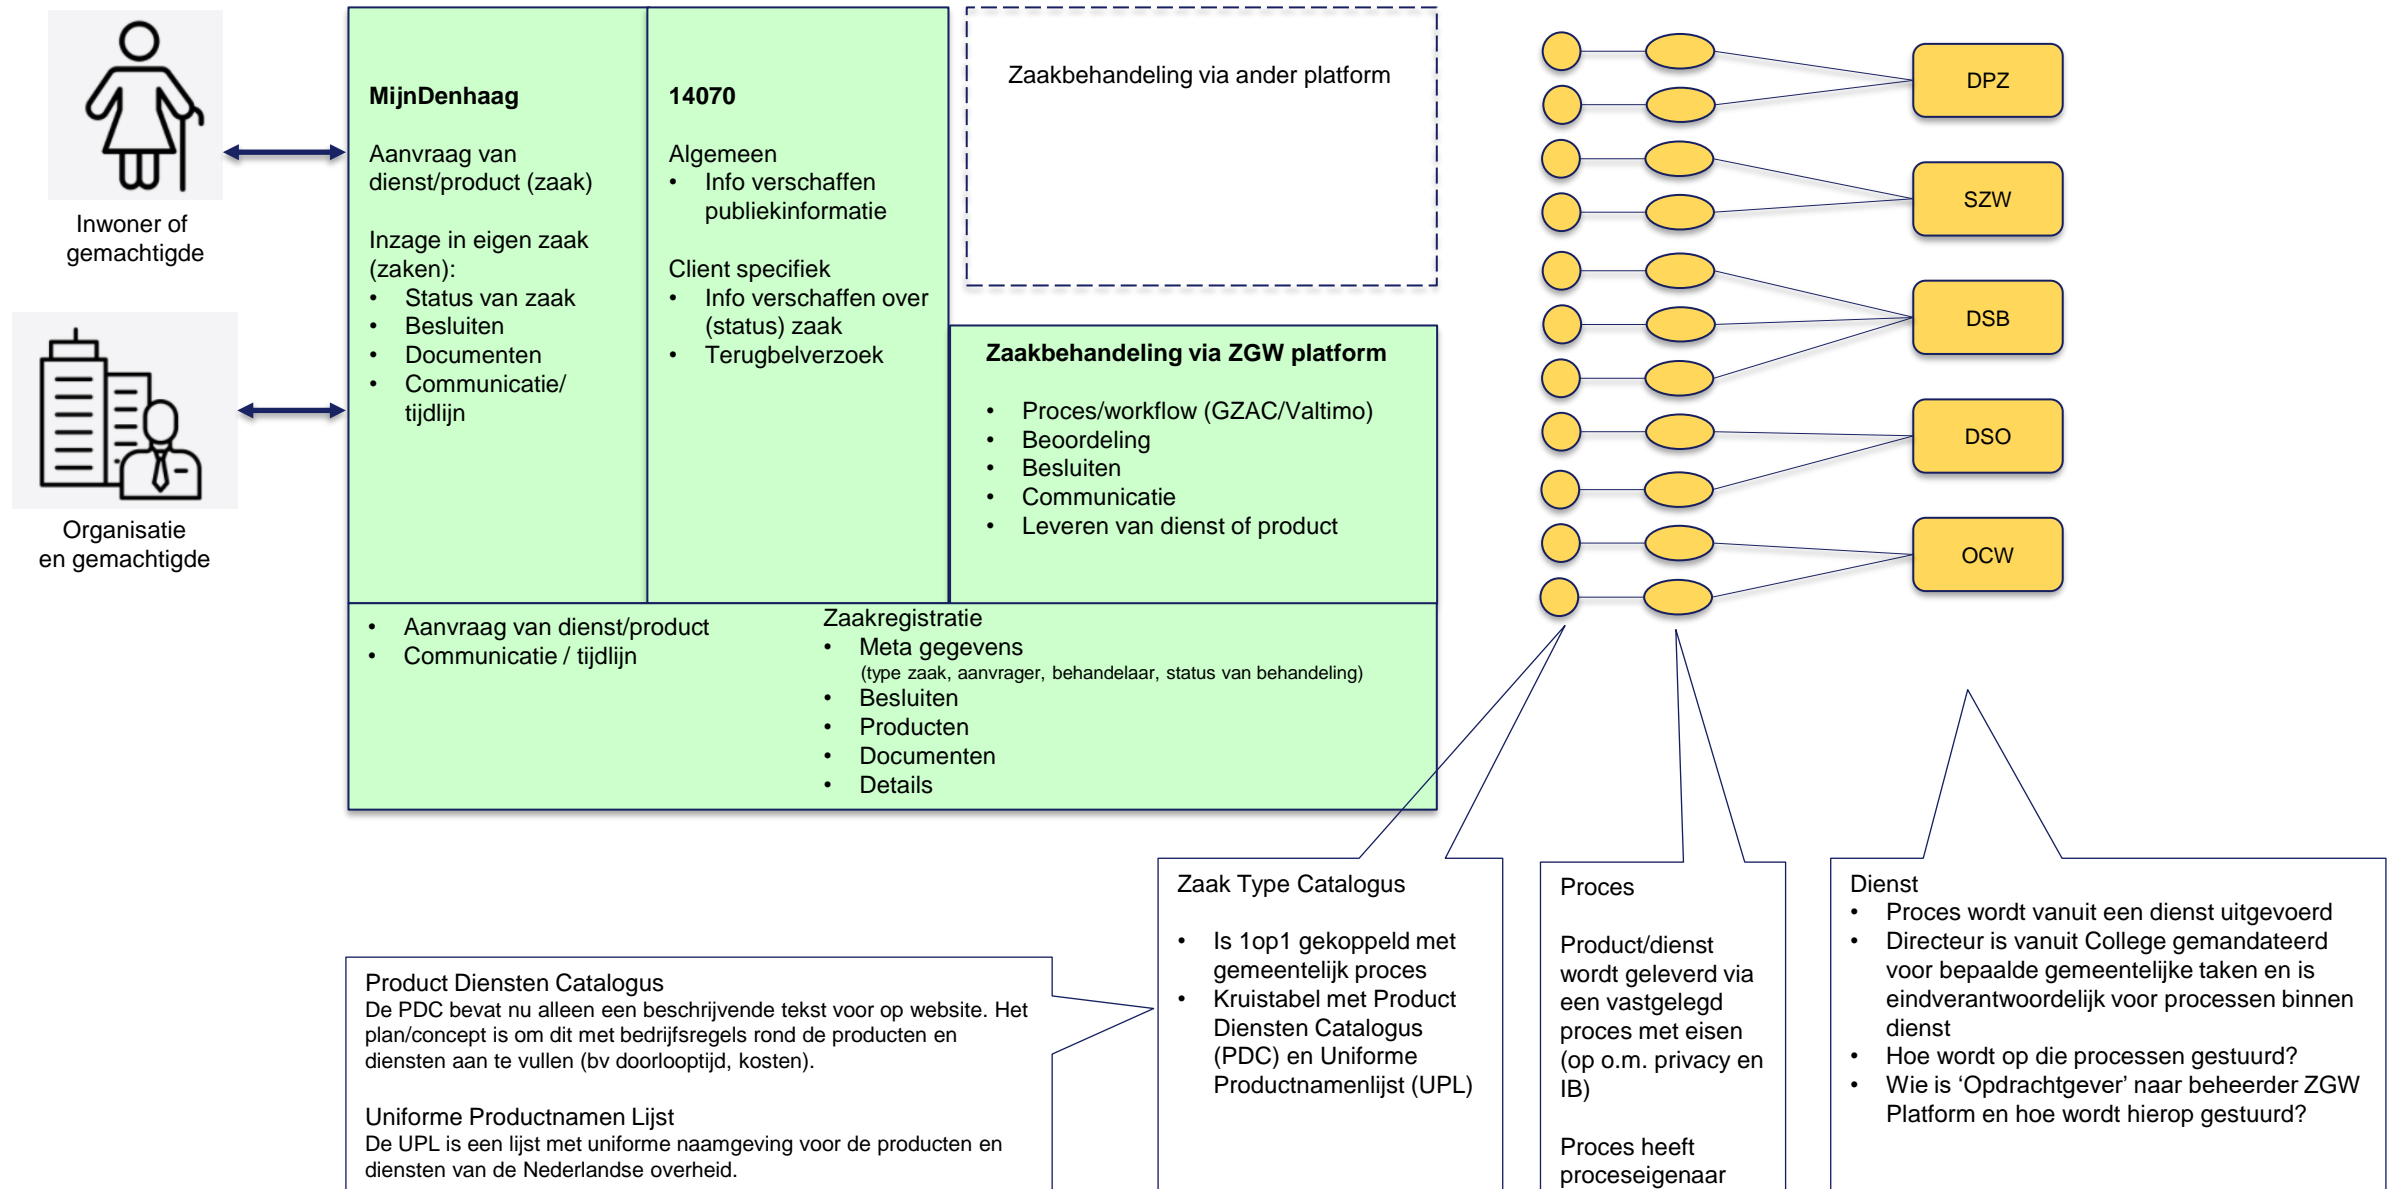 Inwoner of
gemachtigde
Organisatie
en gemachtigde
MijnDenhaag
Aanvraag van
dienst/product (zaak)
Inzage in eigen zaak
(zaken):
• Status van zaak
• Besluiten
• Documenten
• Communicatie/
tijdlijn
14070
Algemeen
• Info verschaffen
publiekinformatie
Client specifiek
• Info verschaffen over
(status) zaak
• Terugbelverzoek
Zaakbehandeling via ander platform
Zaakbehandeling via ZGW platform
• Proces/workflow (GZAC/Valtimo)
• Beoordeling
• Besluiten
• Communicatie
• Leveren van dienst of product
• Aanvraag van dienst/product
• Communicatie / tijdlijn
Zaakregistratie
• Meta gegevens
(type zaak, aanvrager, behandelaar, status van behandeling)
• Besluiten
• Producten
• Documenten
• Details
DPZ
SZW
DSB
DSO
OCW
Product Diensten Catalogus
De PDC bevat nu alleen een beschrijvende tekst voor op website. Het
plan/concept is om dit met bedrijfsregels rond de producten en
diensten aan te vullen (bv doorlooptijd, kosten).
Uniforme Productnamen Lijst
De UPL is een lijst met uniforme naamgeving voor de producten en
diensten van de Nederlandse overheid.
Zaak Type Catalogus
• Is 1op1 gekoppeld met
gemeentelijk proces
• Kruistabel met Product
Diensten Catalogus
(PDC) en Uniforme
Productnamenlijst (UPL)
Proces
Product/dienst
wordt geleverd via
een vastgelegd
proces met eisen
(op o.m. privacy en
IB)
Proces heeft
proceseigenaar
Dienst
• Proces wordt vanuit een dienst uitgevoerd
• Directeur is vanuit College gemandateerd
voor bepaalde gemeentelijke taken en is
eindverantwoordelijk voor processen binnen
dienst
• Hoe wordt op die processen gestuurd?
• Wie is ‘Opdrachtgever’ naar beheerder ZGW
Platform en hoe wordt hierop gestuurd?